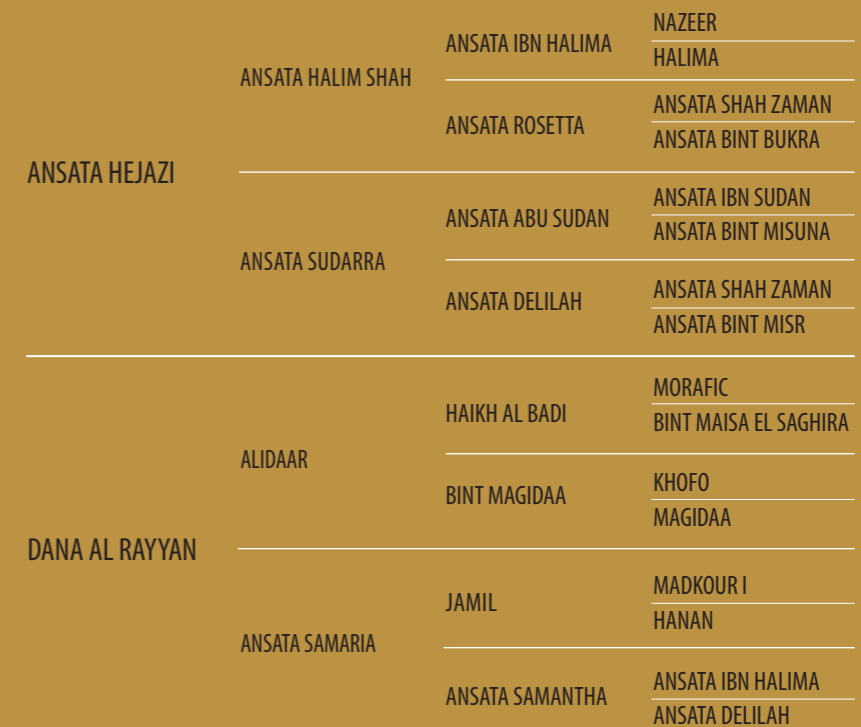 NAZEER
ANSATA IBN HALIMA
HALIMA
ANSATA HALIM SHAH
ANSATA SHAH ZAMAN
ANSATA ROSETTA
ANSATA BINT BUKRA
ANSATA HEJAZI
ANSATA IBN SUDAN
ANSATA ABU SUDAN
ANSATA BINT MISUNA
ANSATA SUDARRA
ANSATA SHAH ZAMAN
ANSATA DELILAH
ANSATA BINT MISR
MORAFIC
HAIKH AL BADI
BINT MAISA EL SAGHIRA
ALIDAAR
KHOFO
BINT MAGIDAA
MAGIDAA
DANA AL RAYYAN
MADKOUR I
JAMIL
HANAN
ANSATA SAMARIA
ANSATA IBN HALIMA
ANSATA SAMANTHA
ANSATA DELILAH